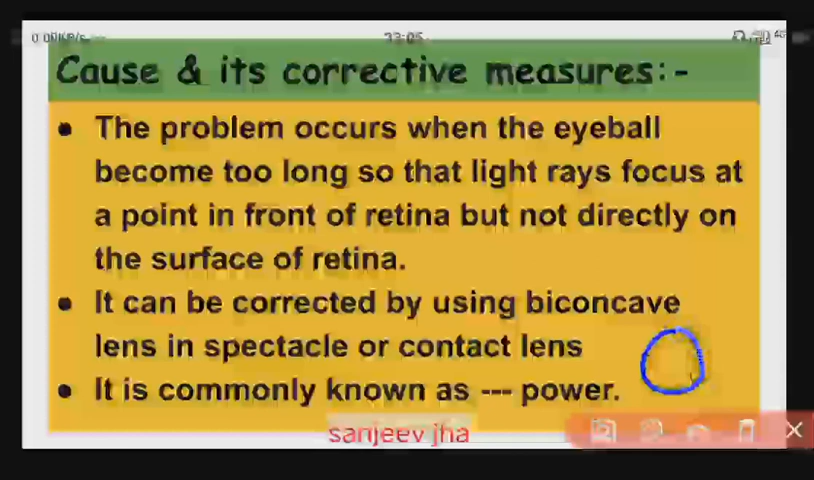 23:05
Cause & its corrective measures:-
• The problem occurs when the eyeball
become too long so that light rays focus at
a point in front of retina but not directly on
the surface of retina.
• It can be corrected by using biconcave
lens in spectacle or contact lens
• It is commonly known as --- power.
sanjeev jha